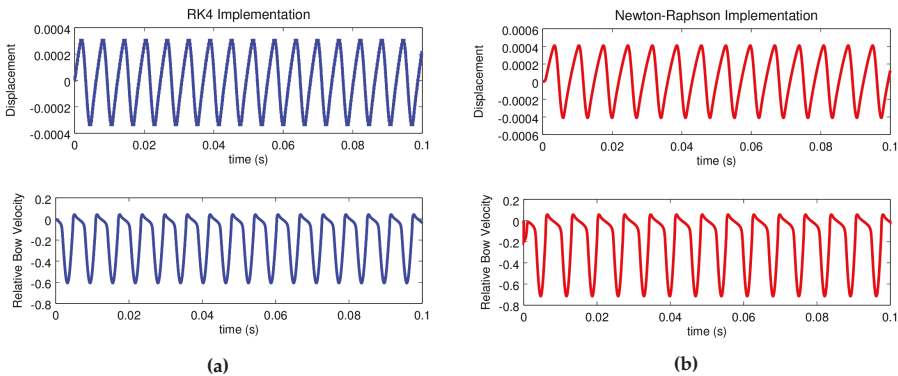 RK4 Implementation
Displacement
0.0004
0.0002
0
-0.0002
-0.0004
0 0.02 0.04 0.06 0.08 0.1
time (s)
Relative Bow Velocity
0.2
0
-0.2
-0.4
-0.6
-0.8
0 0.02 0.04 0.06 0.08 0.1
time (s)
(a)
Newton-Raphson Implementation
Displacement
0.0006
0.0004
0.0002
0
-0.0002
-0.0004
-0.0006
0 0.02 0.04 0.06 0.08 0.1
time (s)
Relative Bow Velocity
0.2
0
-0.2
-0.4
-0.6
-0.8
0 0.02 0.04 0.06 0.08 0.1
time (s)
(b)